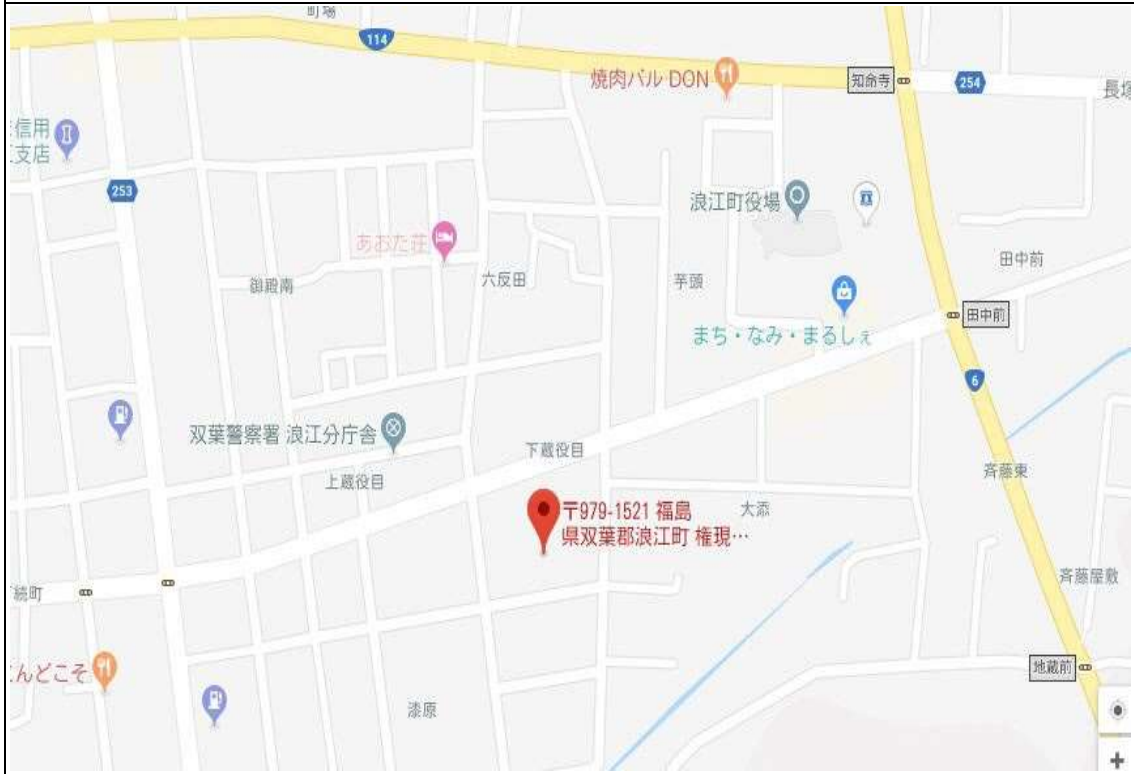 町場
114
焼肉バル DON
知命寺
254
長塚
信用
支店
253
浪江町役場
あおた荘
田中前
御殿南
六反田
芋頭
田中前
まち・なみ・まるしぇ
6
双葉警察署 浪江分庁舎
下蔵役目
斉藤東
上蔵役目
〒979-1521 福島
県双葉郡浪江町 権現…
大添
斉藤屋敷
続町
んどこそ
地蔵前
漆原